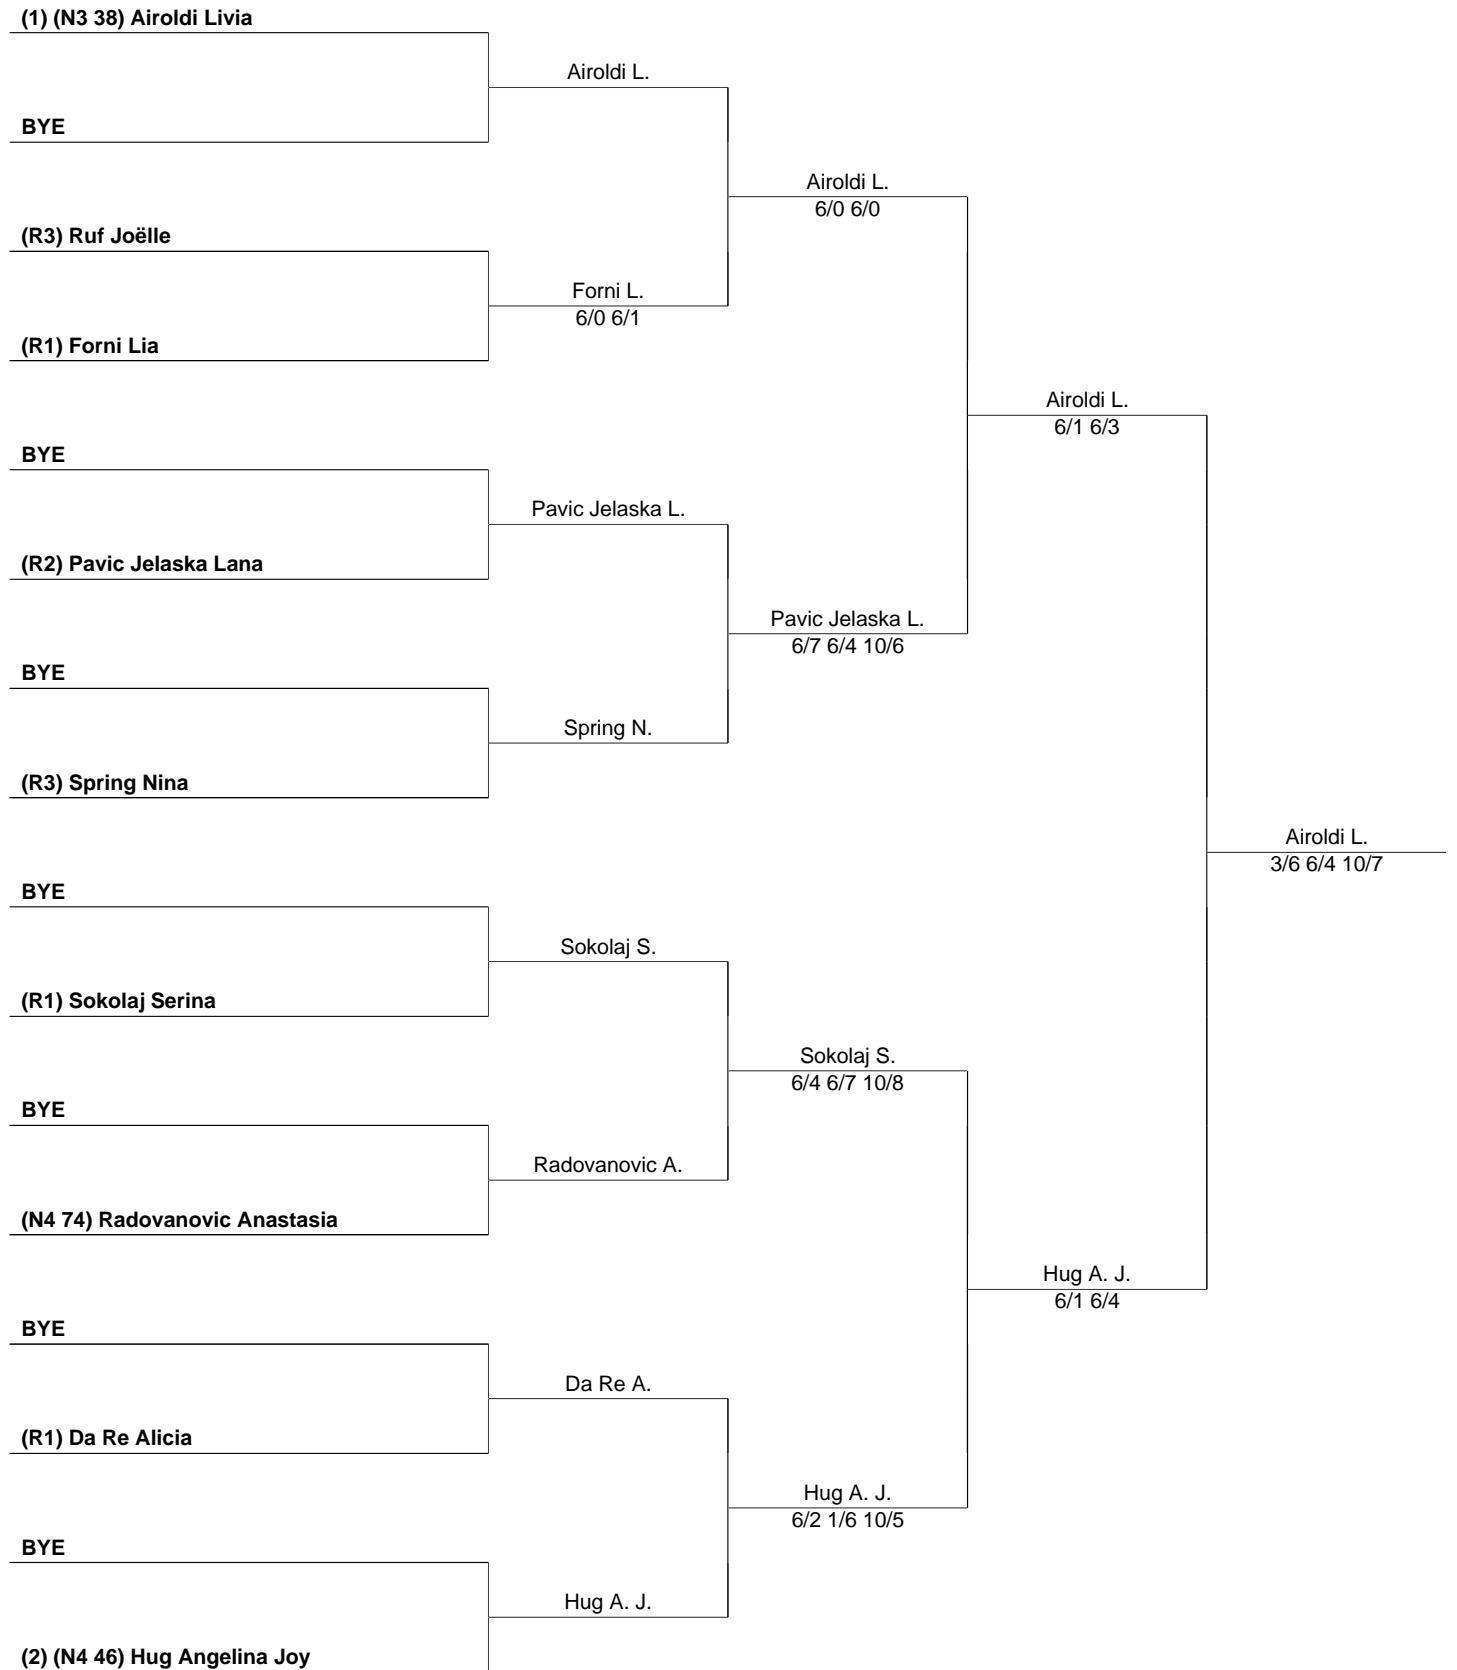 (1) (N3 38) Airoldi Livia
Airoldi L.
BYE
Airoldi L.
6/0 6/0
(R3) Ruf Joëlle
Forni L.
6/0 6/1
(R1) Forni Lia
Airoldi L.
6/1 6/3
BYE
Pavic Jelaska L.
(R2) Pavic Jelaska Lana
Pavic Jelaska L.
6/7 6/4 10/6
BYE
Spring N.
(R3) Spring Nina
Airoldi L.
3/6 6/4 10/7
BYE
Sokolaj S.
(R1) Sokolaj Serina
Sokolaj S.
6/4 6/7 10/8
BYE
Radovanovic A.
(N4 74) Radovanovic Anastasia
Hug A. J.
6/1 6/4
BYE
Da Re A.
(R1) Da Re Alicia
Hug A. J.
6/2 1/6 10/5
BYE
Hug A. J.
(2) (N4 46) Hug Angelina Joy